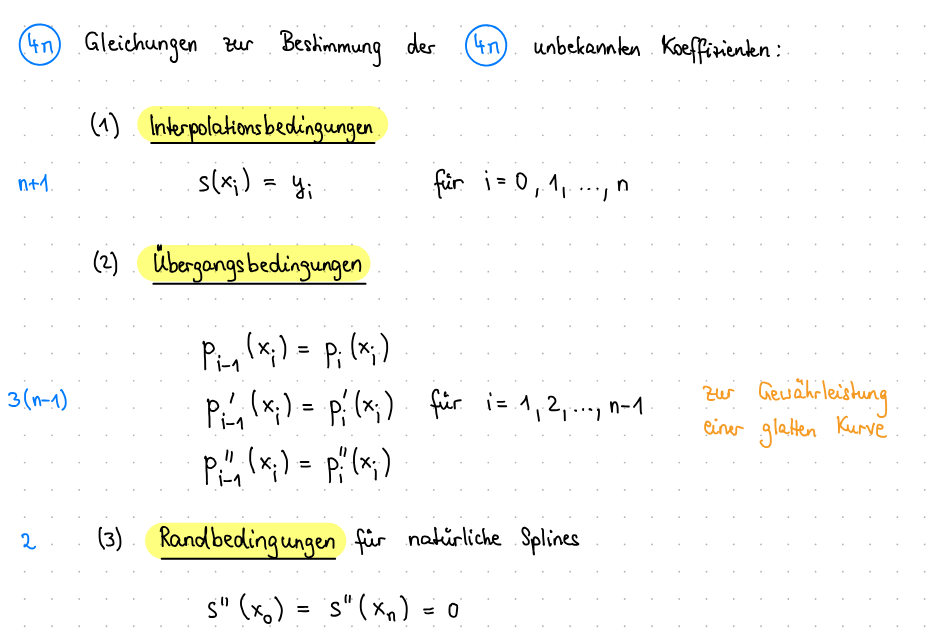 4n Gleichungen zur Bestimmung der 4n unbekannten Koeffizienten:
(1) Interpolationsbedingungen
n+1 s(x_i) = y_i für i = 0, 1, ..., n
(2) Übergangsbedingungen
p_{i-1}(x_i) = p_i(x_i)
3(n-1) p_{i-1}'(x_i) = p_i'(x_i) für i = 1, 2, ..., n-1 zur Gewährleistung
einer glatten Kurve
p_{i-1}''(x_i) = p_i''(x_i)
2 (3) Randbedingungen für natürliche Splines
s''(x_0) = s''(x_n) = 0